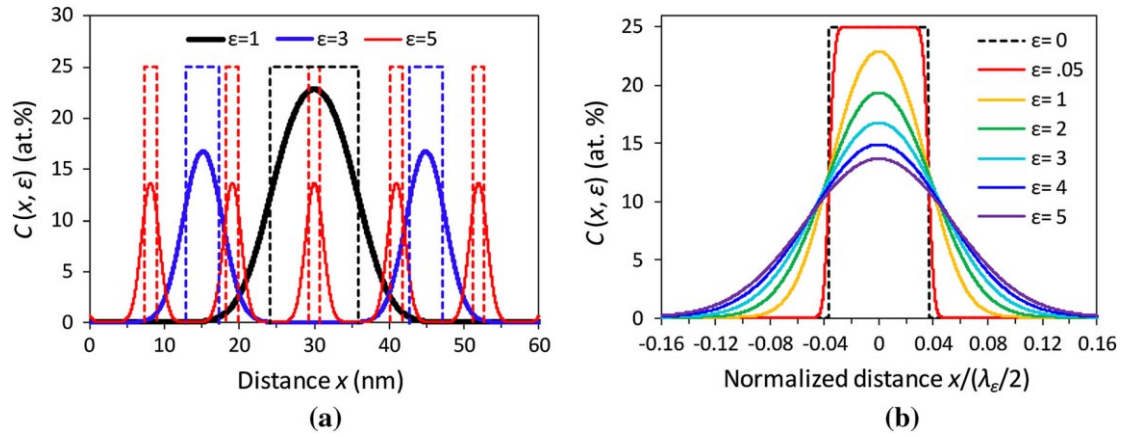 30
25
20
15
10
5
0
C (x, ε) (at.%)
ε=1 ε=3 ε=5
0 10 20 30 40 50 60
Distance x (nm)
(a)
25
20
15
10
5
0
C (x, ε) (at. %)
ε= 0
ε= .05
ε= 1
ε= 2
ε= 3
ε= 4
ε= 5
-0.16 -0.12 -0.08 -0.04 0 0.04 0.08 0.12 0.16
Normalized distance x/(λε/2)
(b)